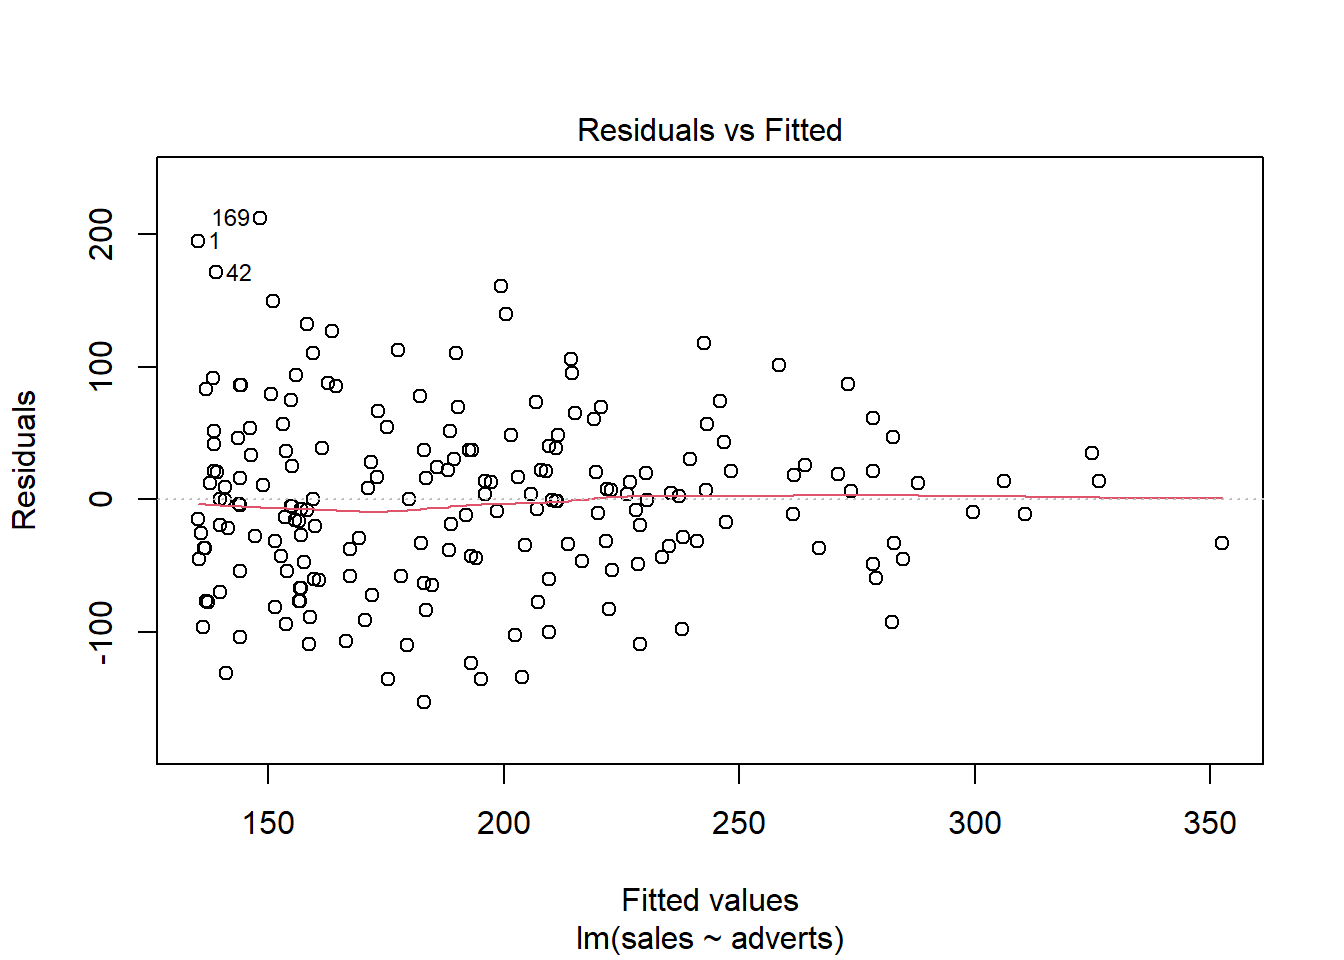 Residuals vs Fitted
169
1
42
Residuals
200
100
0
-100
150 200 250 300 350
Fitted values
lm(sales ~ adverts)